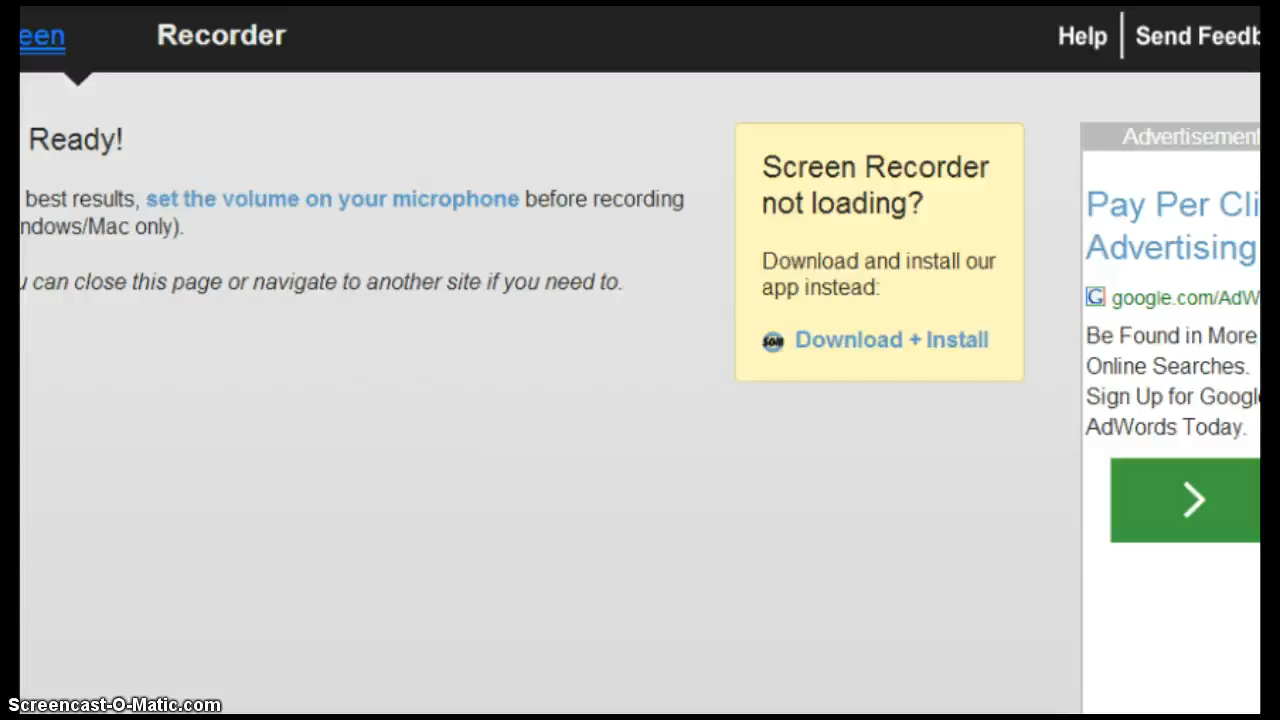 een Recorder Help Send Feedb
Ready!
best results, set the volume on your microphone before recording
ndows/Mac only).
u can close this page or navigate to another site if you need to.
Screen Recorder
not loading?
Download and install our
app instead:
SOM Download + Install
Advertisement
Pay Per Cli
Advertising
G google.com/AdW
Be Found in More
Online Searches.
Sign Up for Google
AdWords Today.
Screencast-O-Matic.com